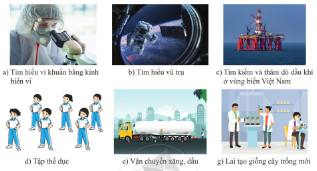 a) Tìm hiểu vi khuẩn bằng kính
hiển vi
b) Tìm hiểu vũ trụ
c) Tìm kiếm và thăm dò dầu khí
ở vùng biển Việt Nam
d) Tập thể dục
e) Vận chuyển xăng, dầu
g) Lai tạo giống cây trồng mới